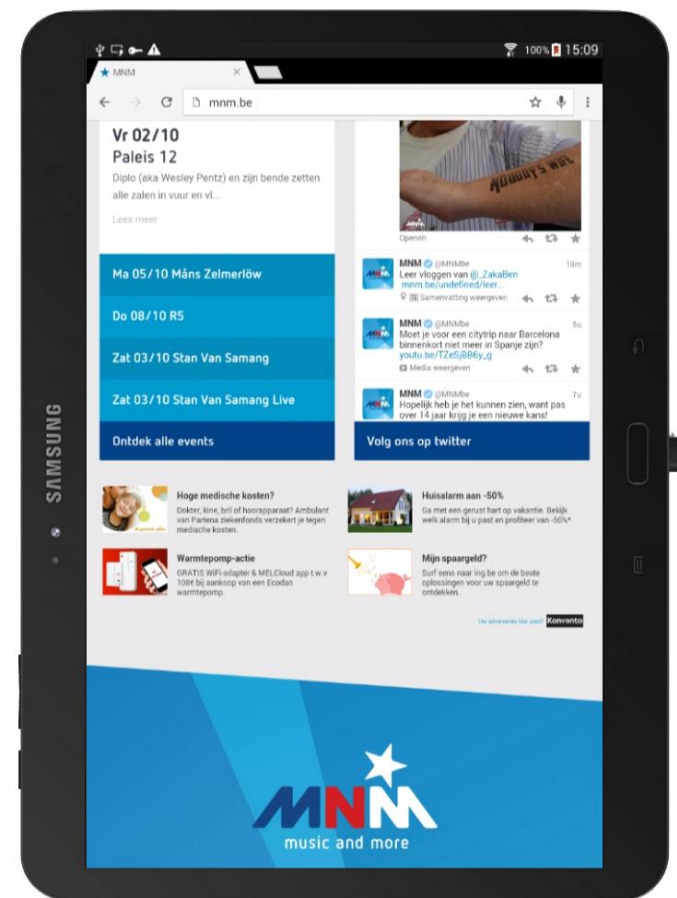 100% 15:09
MNM ×
mnm.be
Vr 02/10
Paleis 12
Diplo (aka Wesley Pentz) en zijn bende zetten
alle zalen in vuur en vl...
Lees meer
Ma 05/10 Måns Zelmerlöw
Do 08/10 R5
Zat 03/10 Stan Van Samang
Zat 03/10 Stan Van Samang Live
Ontdek alle events
NOBODY'S
Openen
MNM @MNMbe 19m
Leer vloggen van @_ZakaBen
mnm.be/undefined/leer...
Samenvatting weergeven
MNM @MNMbe 5u
Moet je voor een citytrip naar Barcelona
binnenkort niet meer in Spanje zijn?
youtu.be/TZeSjBB6y_g
Media weergeven
MNM @MNMbe 7u
Hopelijk heb je het kunnen zien, want pas
over 14 jaar krijg je een nieuwe kans!
Volg ons op twitter
Hoge medische kosten?
Dokter, kine, bril of hoorapparaat? Ambulant
van Partena ziekenfonds verzekert je tegen
medische kosten.
Huisalarm aan -50%
Ga met een gerust hart op vakantie. Bekijk
welk alarm bij u past en profiteer van -50%*
Warmtepomp-actie
GRATIS WiFi-adapter & MELCloud app t.w.v
108€ bij aankoop van een Ecodan
warmtepomp.
Mijn spaargeld?
Surf eens naar ing.be om de beste
oplossingen voor uw spaargeld te
ontdekken.
Uw advertentie hier zien? Konvento
MNM
music and more
SAMSUNG